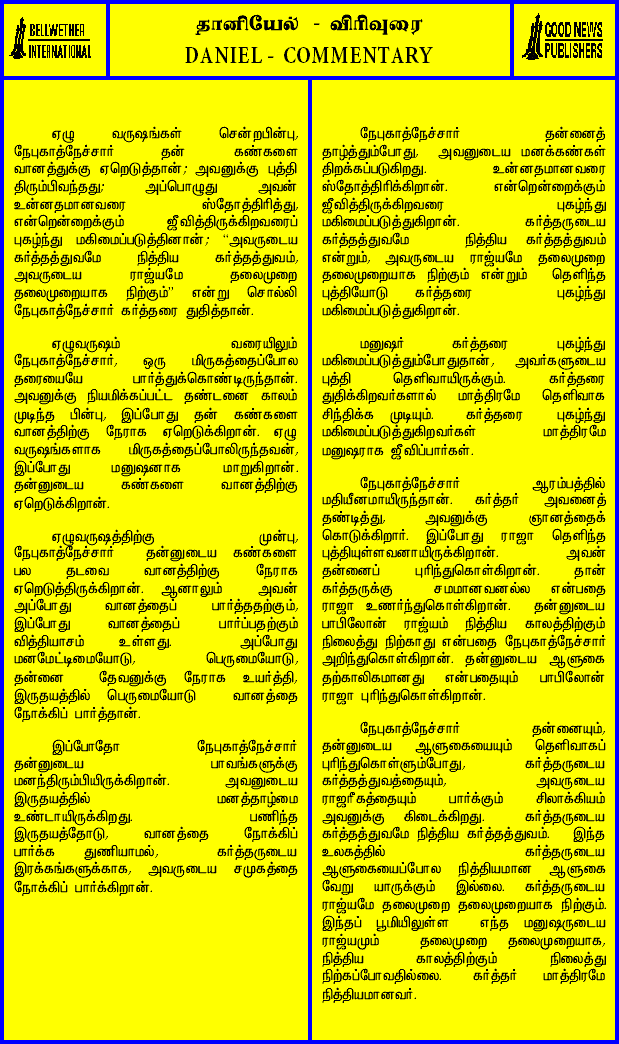 BELLWETHER
INTERNATIONAL
தானியேல் - விரிவுரை
DANIEL - COMMENTARY
GOOD NEWS
PUBLISHERS
ஏழு வருஷங்கள் சென்றபின்பு,
நேபுகாத்நேச்சார் தன் கண்களை
வானத்துக்கு ஏறெடுத்தான்; அவனுக்கு புத்தி
திரும்பிவந்தது; அப்பொழுது அவன்
உன்னதமானவரை ஸ்தோத்திரித்து,
என்றென்றைக்கும் ஜீவித்திருக்கிறவரைப்
புகழ்ந்து மகிமைப்படுத்தினான்; “அவருடைய
கர்த்தத்துவமே நித்திய கர்த்தத்துவம்,
அவருடைய ராஜ்யமே தலைமுறை
தலைமுறையாக நிற்கும்” என்று சொல்லி
நேபுகாத்நேச்சார் கர்த்தரை துதித்தான்.
ஏழுவருஷம் வரையிலும்
நேபுகாத்நேச்சார், ஒரு மிருகத்தைப்போல
தரையையே பார்த்துக்கொண்டிருந்தான்.
அவனுக்கு நியமிக்கப்பட்ட தண்டனை காலம்
முடிந்த பின்பு, இப்போது தன் கண்களை
வானத்திற்கு நேராக ஏறெடுக்கிறான். ஏழு
வருஷங்களாக மிருகத்தைப்போலிருந்தவன்,
இப்போது மனுஷனாக மாறுகிறான்.
தன்னுடைய கண்களை வானத்திற்கு
ஏறெடுக்கிறான்.
ஏழுவருஷத்திற்கு முன்பு,
நேபுகாத்நேச்சார் தன்னுடைய கண்களை
பல தடவை வானத்திற்கு நேராக
ஏறெடுத்திருக்கிறான். ஆனாலும் அவன்
அப்போது வானத்தைப் பார்த்ததற்கும்,
இப்போது வானத்தைப் பார்ப்பதற்கும்
வித்தியாசம் உள்ளது. அப்போது
மனமேட்டிமையோடு, பெருமையோடு,
தன்னை தேவனுக்கு நேராக உயர்த்தி,
இருதயத்தில் பெருமையோடு வானத்தை
நோக்கிப் பார்த்தான்.
இப்போதோ நேபுகாத்நேச்சார்
தன்னுடைய பாவங்களுக்கு
மனந்திரும்பியிருக்கிறான். அவனுடைய
இருதயத்தில் மனத்தாழ்மை
உண்டாயிருக்கிறது. பணிந்த
இருதயத்தோடு, வானத்தை நோக்கிப்
பார்க்க துணியாமல், கர்த்தருடைய
இரக்கங்களுக்காக, அவருடைய சமுகத்தை
நோக்கிப் பார்க்கிறான்.
நேபுகாத்நேச்சார் தன்னைத்
தாழ்த்தும்போது, அவனுடைய மனக்கண்கள்
திறக்கப்படுகிறது. உன்னதமானவரை
ஸ்தோத்திரிக்கிறான். என்றென்றைக்கும்
ஜீவித்திருக்கிறவரை புகழ்ந்து
மகிமைப்படுத்துகிறான். கர்த்தருடைய
கர்த்தத்துவமே நித்திய கர்த்தத்துவம்
என்றும், அவருடைய ராஜ்யமே தலைமுறை
தலைமுறையாக நிற்கும் என்றும் தெளிந்த
புத்தியோடு கர்த்தரை புகழ்ந்து
மகிமைப்படுத்துகிறான்.
மனுஷர் கர்த்தரை புகழ்ந்து
மகிமைப்படுத்தும்போதுதான், அவர்களுடைய
புத்தி தெளிவாயிருக்கும். கர்த்தரை
துதிக்கிறவர்களால் மாத்திரமே தெளிவாக
சிந்திக்க முடியும். கர்த்தரை புகழ்ந்து
மகிமைப்படுத்துகிறவர்கள் மாத்திரமே
மனுஷராக ஜீவிப்பார்கள்.
நேபுகாத்நேச்சார் ஆரம்பத்தில்
மதியீனமாயிருந்தான். கர்த்தர் அவனைத்
தண்டித்து, அவனுக்கு ஞானத்தைக்
கொடுக்கிறார். இப்போது ராஜா தெளிந்த
புத்தியுள்ளவனாயிருக்கிறான். அவன்
தன்னைப் புரிந்துகொள்கிறான். தான்
கர்த்தருக்கு சமமானவனல்ல என்பதை
ராஜா உணர்ந்துகொள்கிறான். தன்னுடைய
பாபிலோன் ராஜ்யம் நித்திய காலத்திற்கும்
நிலைத்து நிற்காது என்பதை நேபுகாத்நேச்சார்
அறிந்துகொள்கிறான். தன்னுடைய ஆளுகை
தற்காலிகமானது என்பதையும் பாபிலோன்
ராஜா புரிந்துகொள்கிறான்.
நேபுகாத்நேச்சார் தன்னையும்,
தன்னுடைய ஆளுகையையும் தெளிவாகப்
புரிந்துகொள்ளும்போது, கர்த்தருடைய
கர்த்தத்துவத்தையும், அவருடைய
ராஜரீகத்தையும் பார்க்கும் சிலாக்கியம்
அவனுக்கு கிடைக்கிறது. கர்த்தருடைய
கர்த்தத்துவமே நித்திய கர்த்தத்துவம். இந்த
உலகத்தில் கர்த்தருடைய
ஆளுகையைப்போல நித்தியமான ஆளுகை
வேறு யாருக்கும் இல்லை. கர்த்தருடைய
ராஜ்யமே தலைமுறை தலைமுறையாக நிற்கும்.
இந்தப் பூமியிலுள்ள எந்த மனுஷருடைய
ராஜ்யமும் தலைமுறை தலைமுறையாக,
நித்திய காலத்திற்கும் நிலைத்து
நிற்கப்போவதில்லை. கர்த்தர் மாத்திரமே
நித்தியமானவர்.